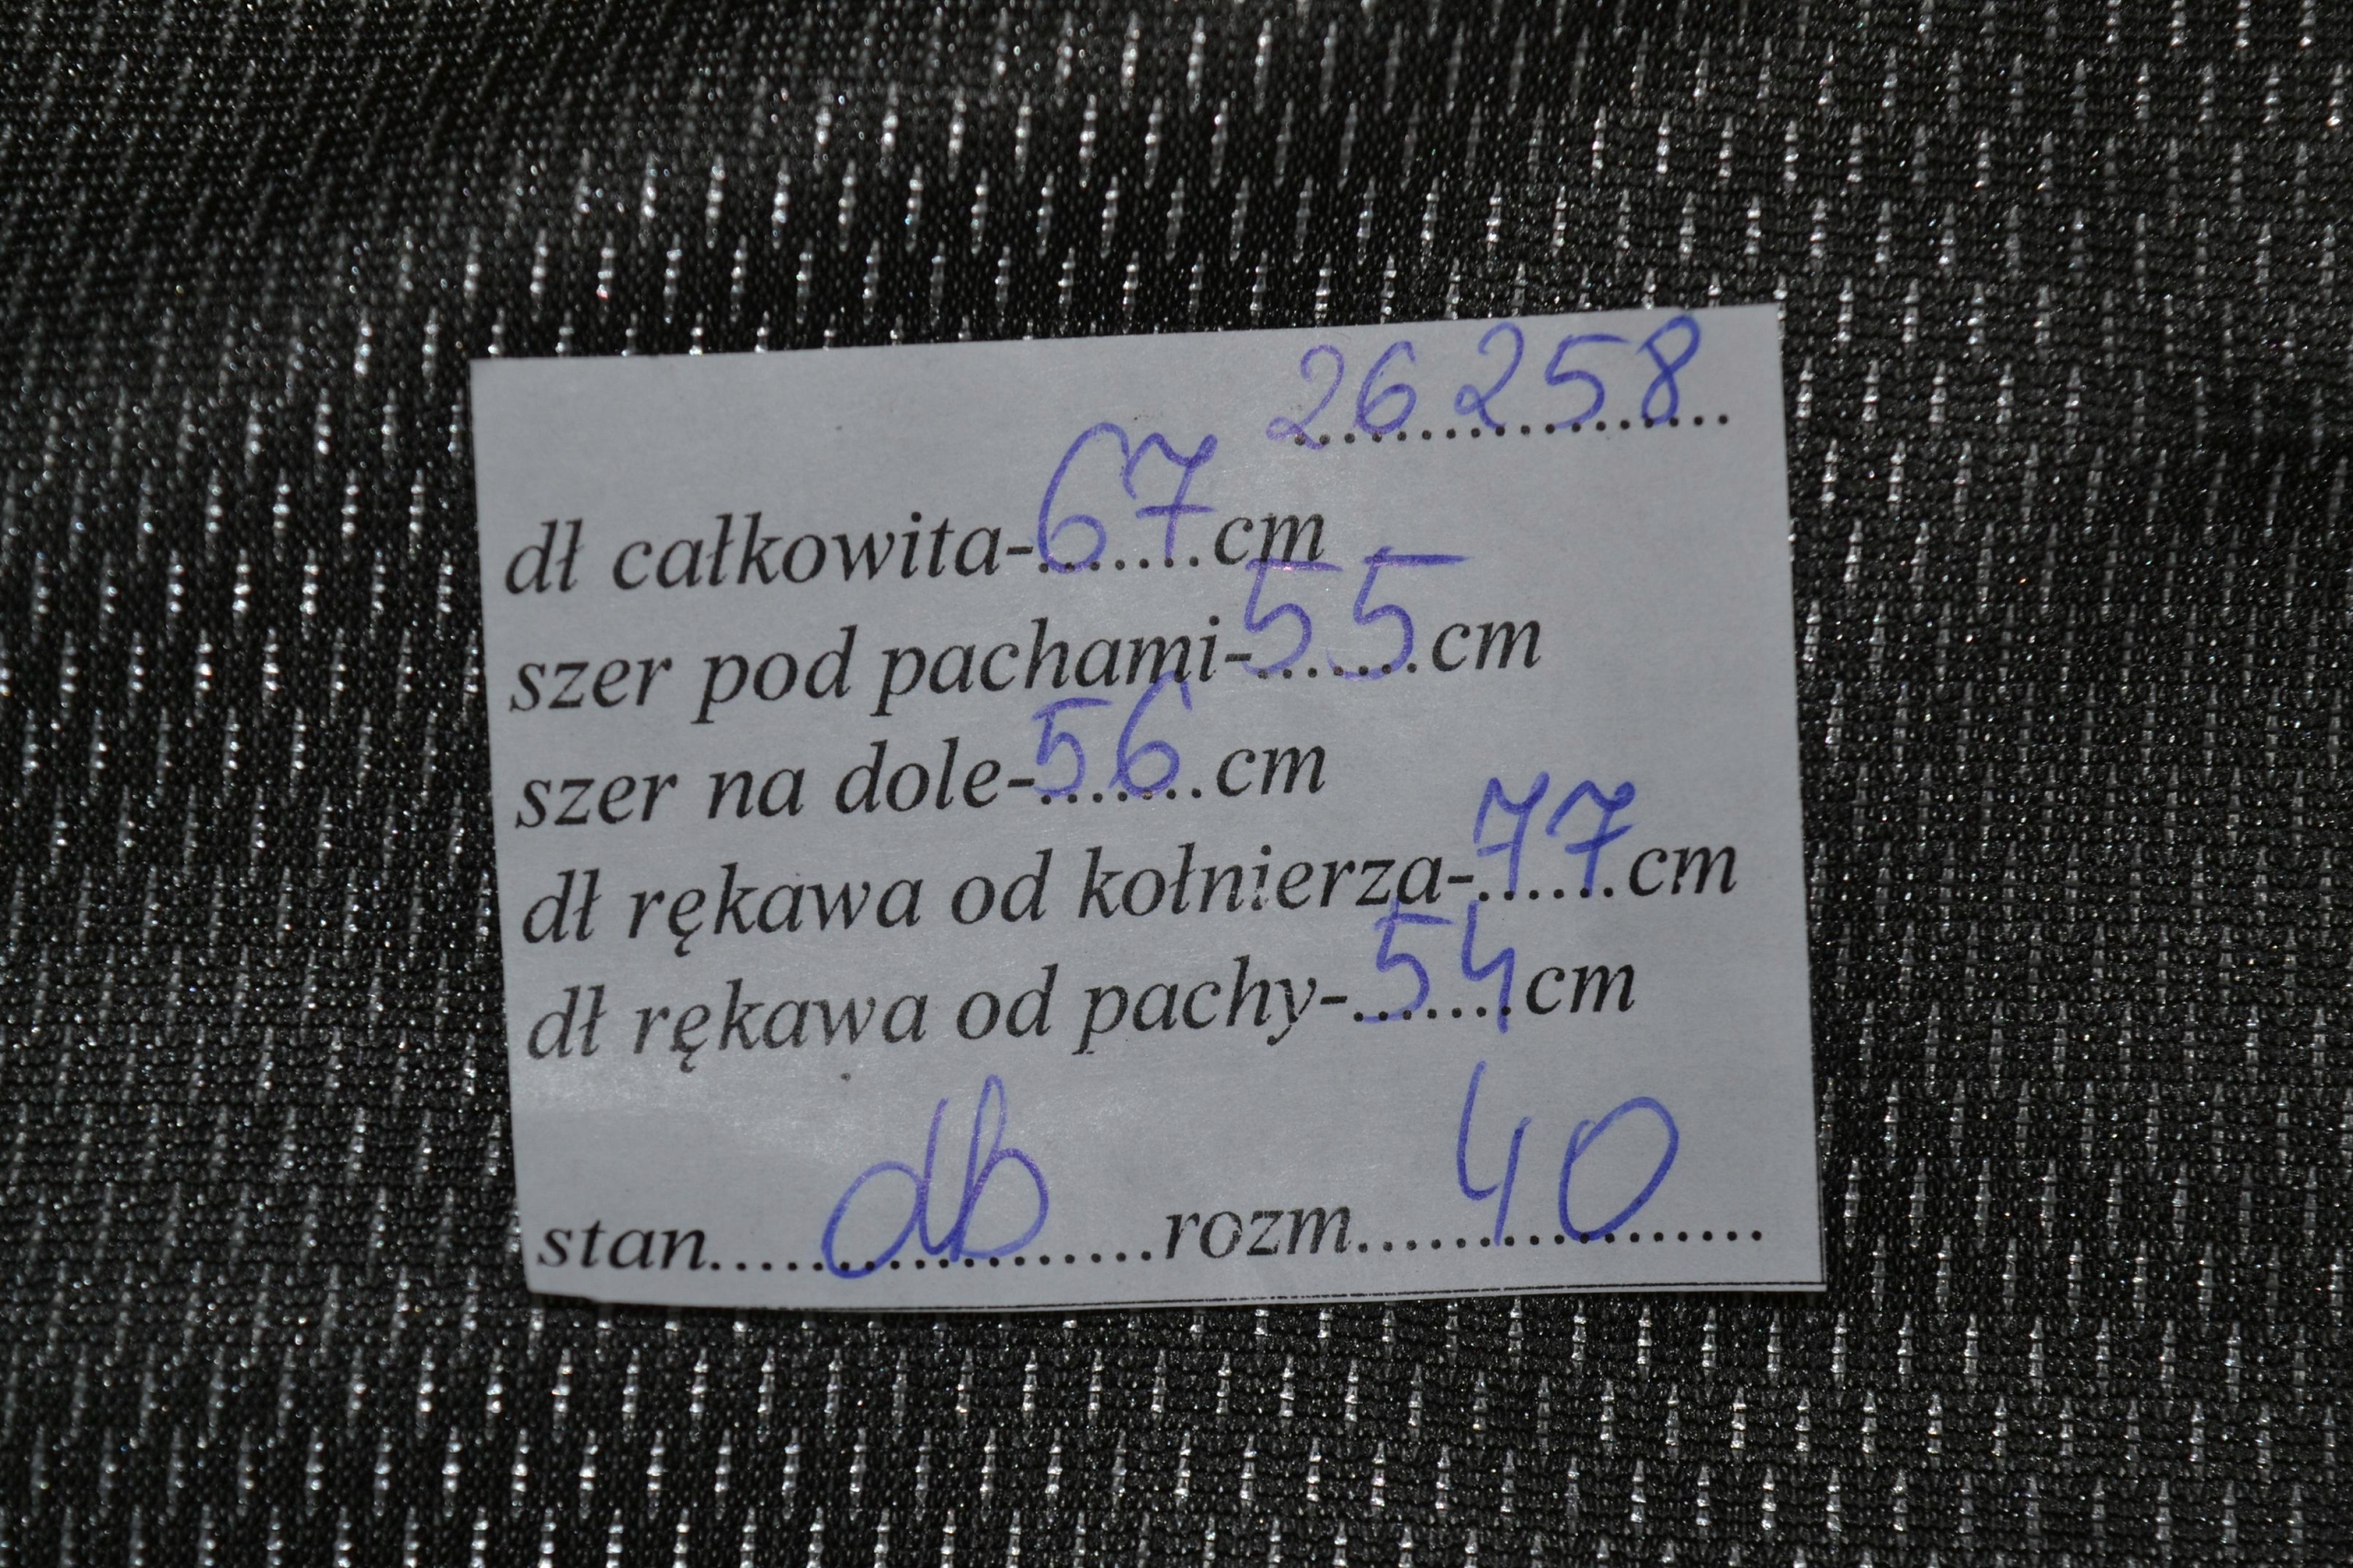 26258
dł całkowita-67cm
szer pod pachami-55cm
szer na dole-56cm
dł rękawa od kołnierza-77cm
dł rękawa od pachy-54cm
stan.....db.....rozm.....40.....